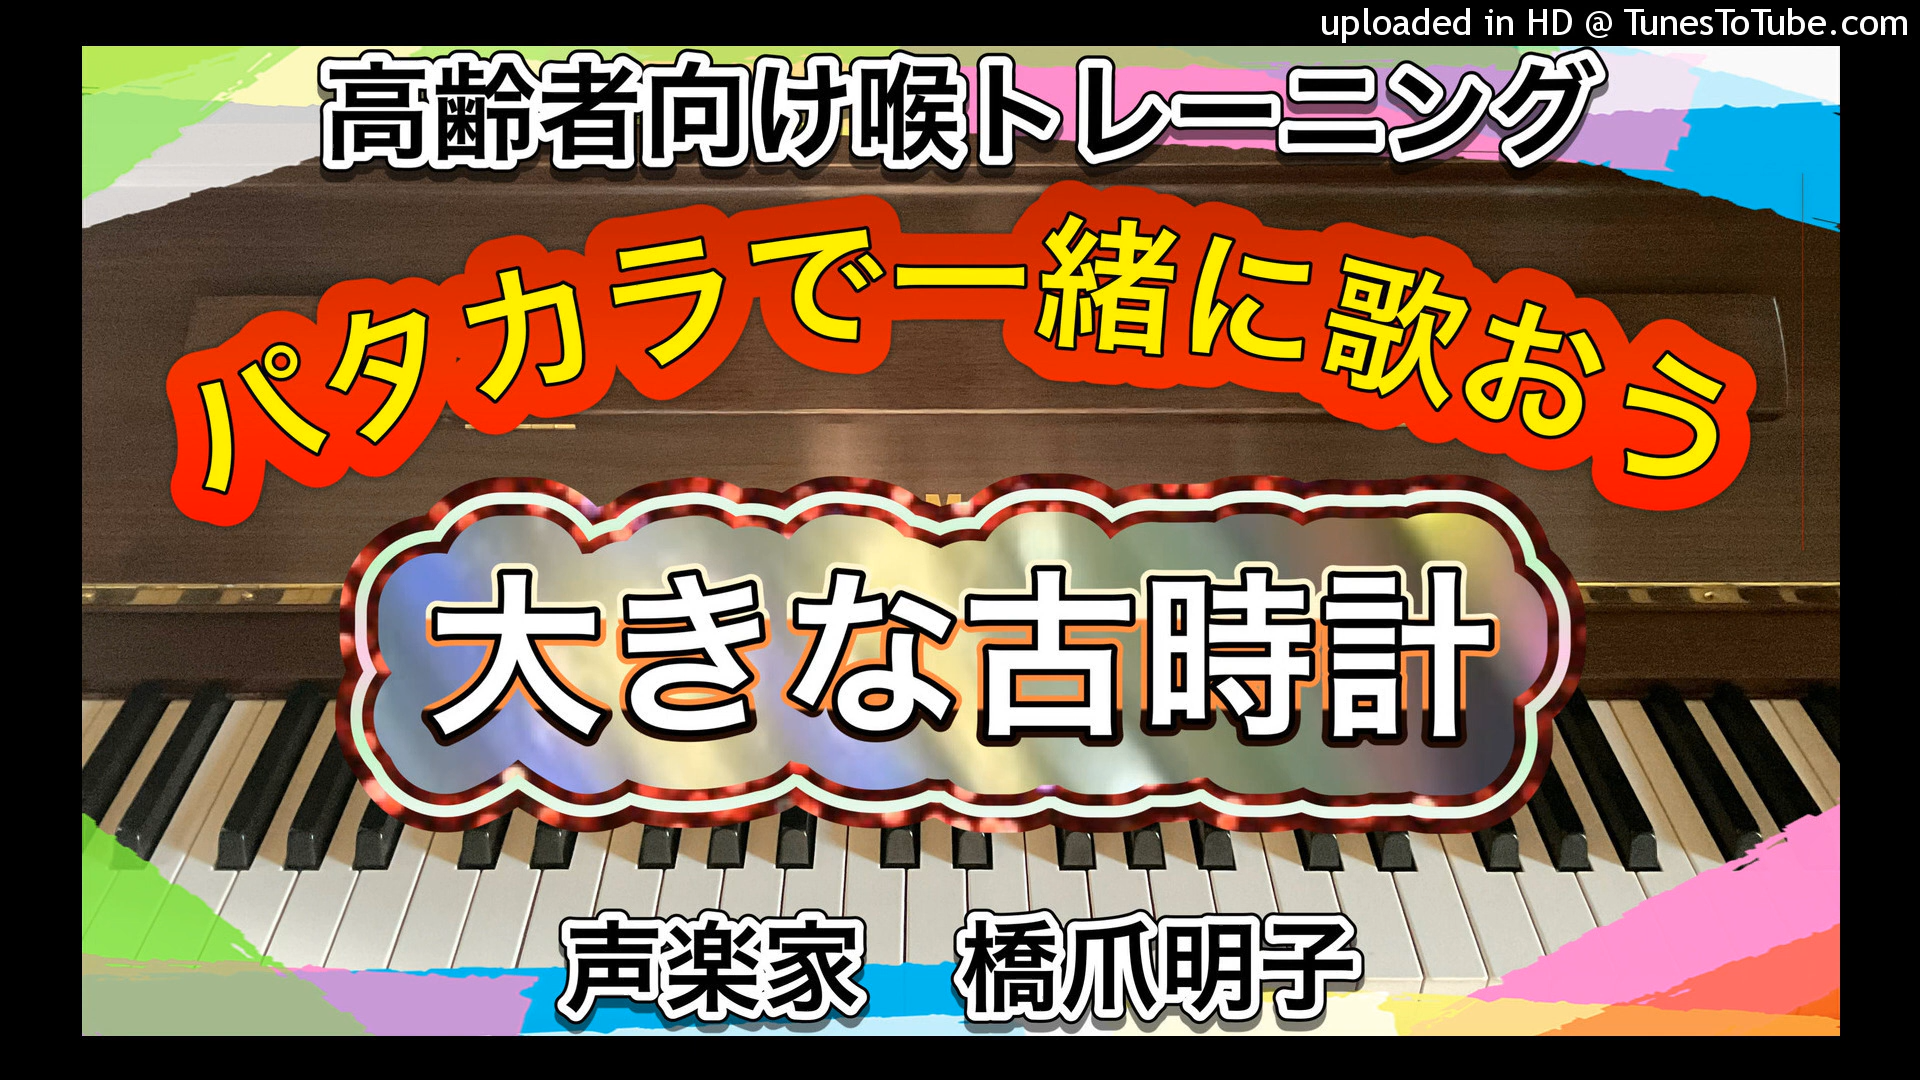 uploaded in HD @ TunesToTube.com
高齢者向け喉トレーニング
パタカラで一緒に歌おう
大きな古時計
声楽家　橋爪明子